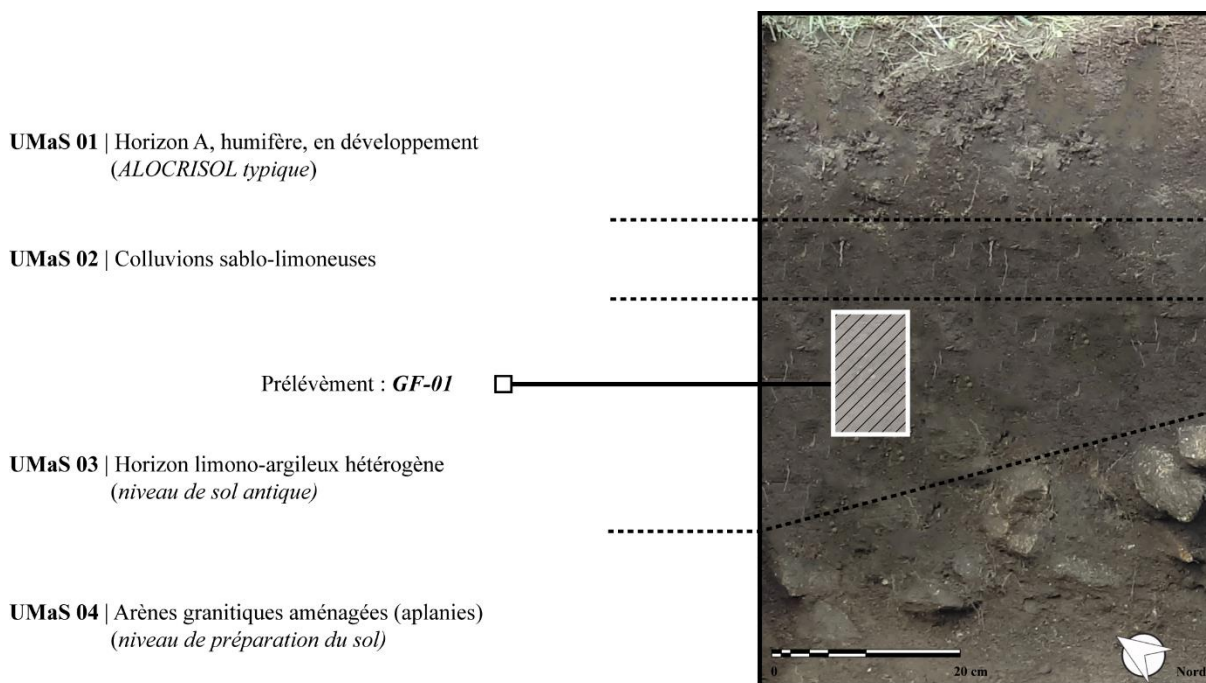 UMaS 01 | Horizon A, humifère, en développement
(ALOCRISOL typique)
UMaS 02 | Colluvions sablo-limoneuses
Prélévèment : GF-01
UMaS 03 | Horizon limono-argileux hétérogène
(niveau de sol antique)
UMaS 04 | Arènes granitiques aménagées (aplanies)
(niveau de préparation du sol)
0 20 cm
Nord